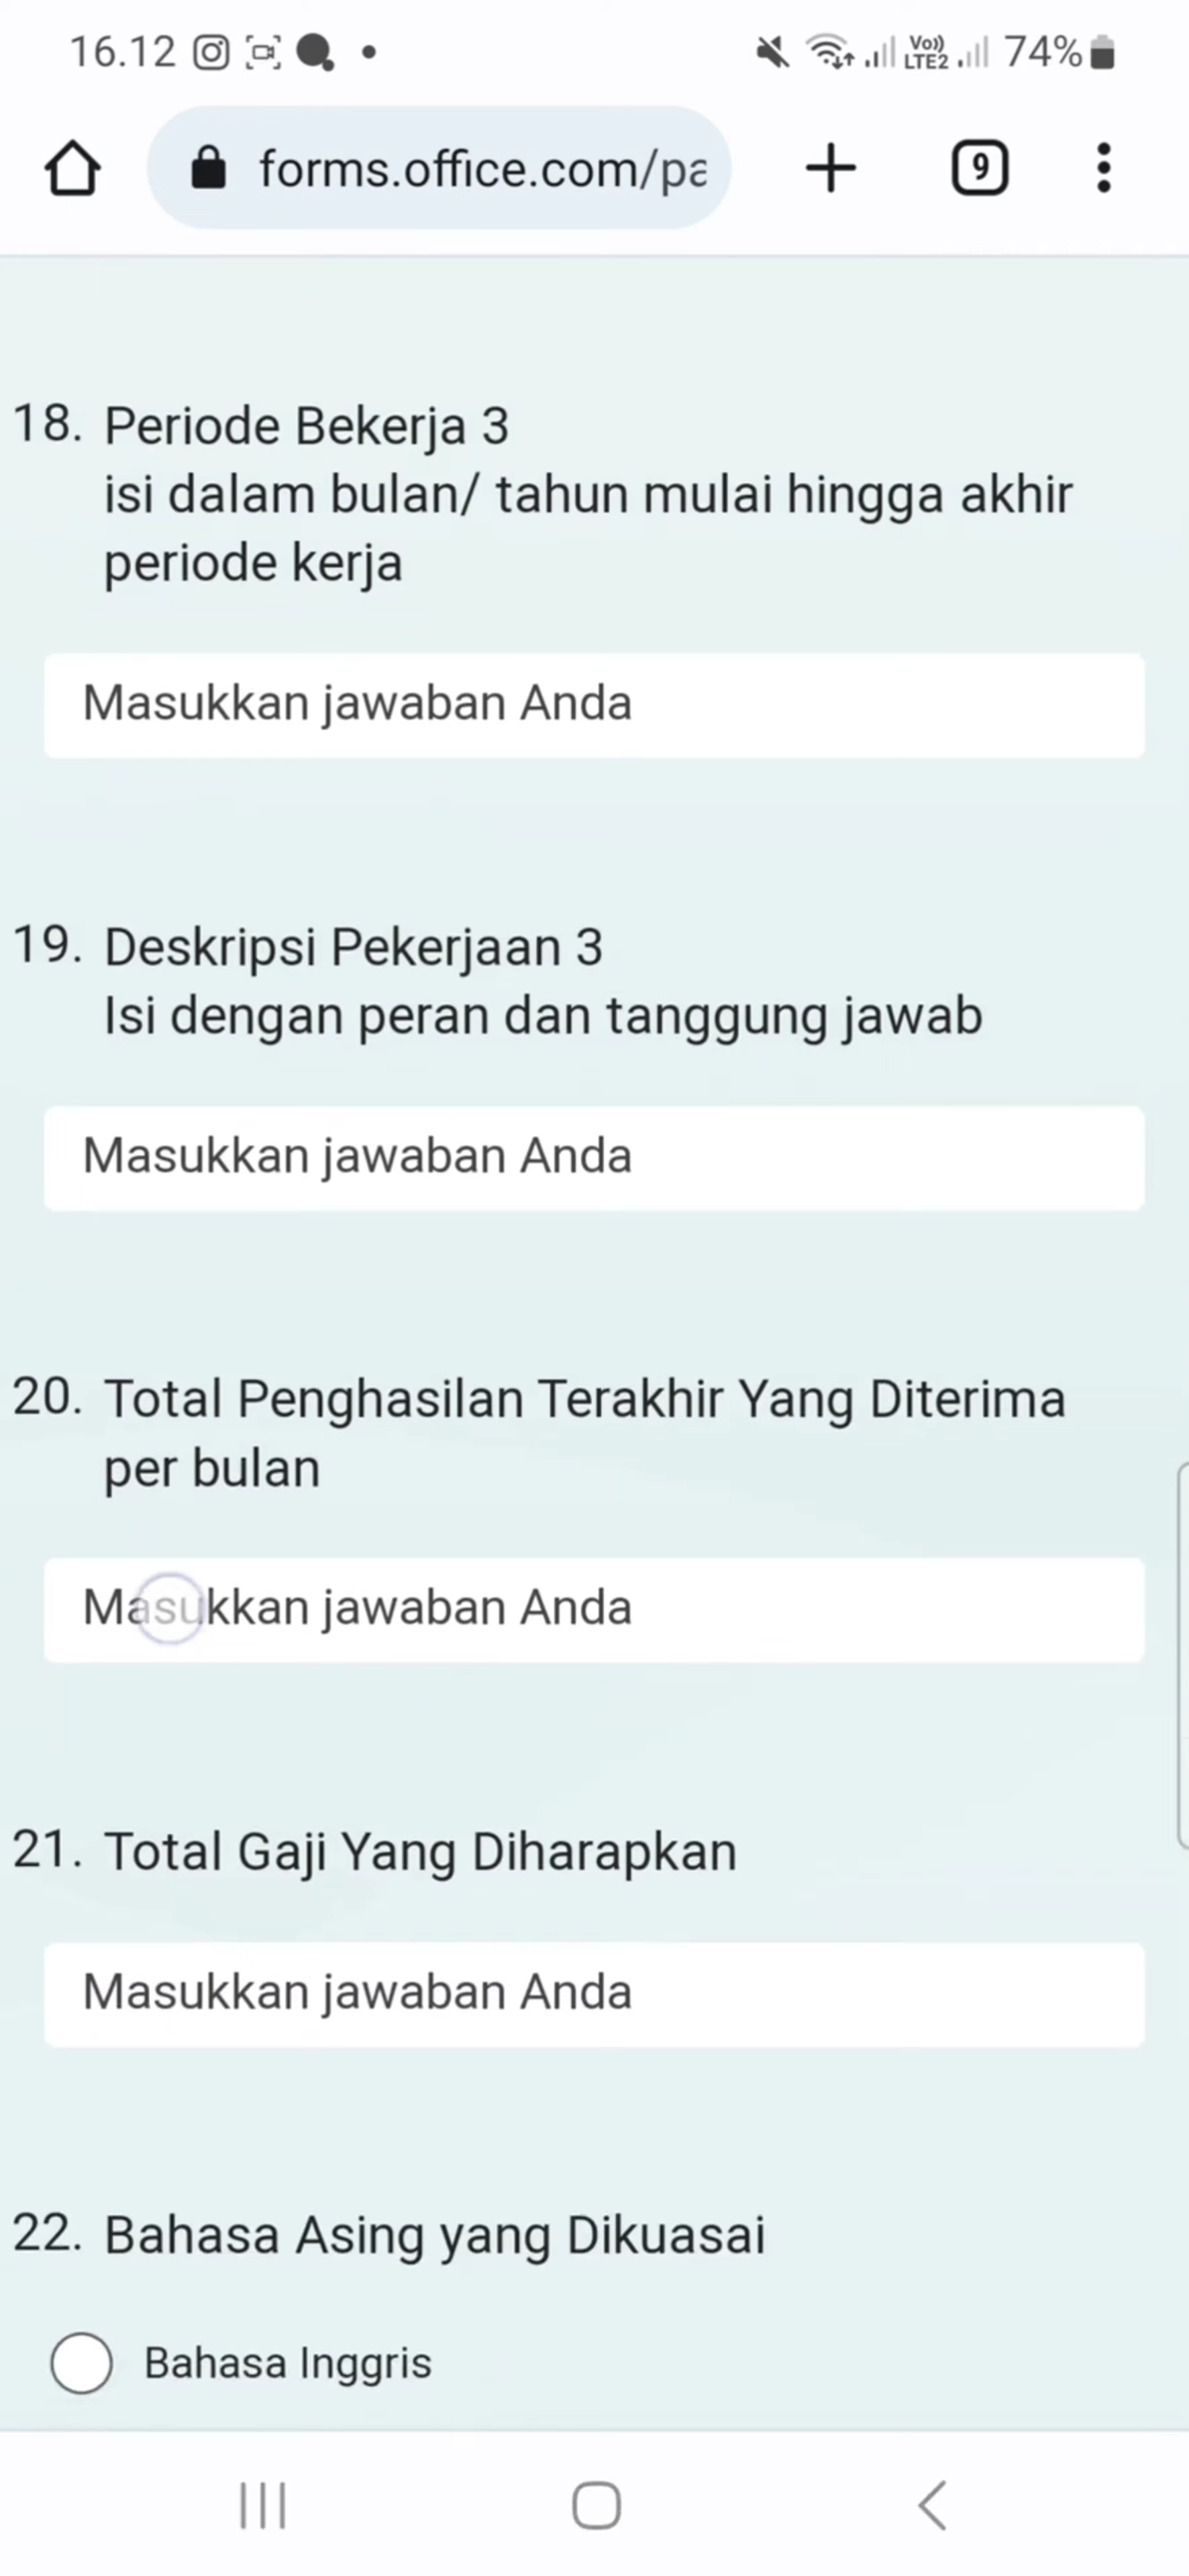 16.12
Vo))
LTE2
74%
forms.office.com/pa
9
18. Periode Bekerja 3
isi dalam bulan/ tahun mulai hingga akhir
periode kerja
Masukkan jawaban Anda
19. Deskripsi Pekerjaan 3
Isi dengan peran dan tanggung jawab
Masukkan jawaban Anda
20. Total Penghasilan Terakhir Yang Diterima
per bulan
Masukkan jawaban Anda
21. Total Gaji Yang Diharapkan
Masukkan jawaban Anda
22. Bahasa Asing yang Dikuasai
Bahasa Inggris